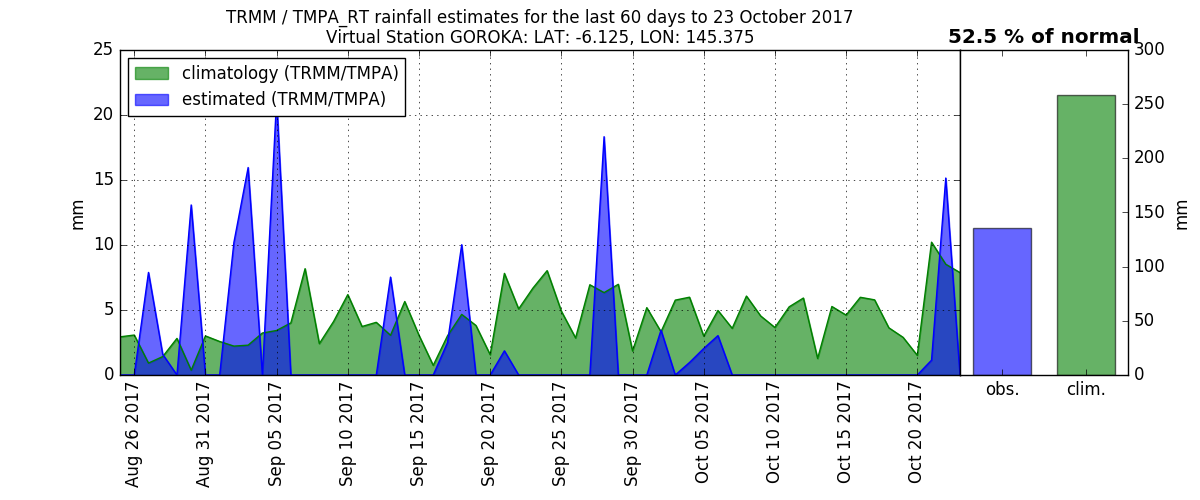 TRMM / TMPA_RT rainfall estimates for the last 60 days to 23 October 2017
Virtual Station GOROKA: LAT: -6.125, LON: 145.375
52.5 % of normal
climatology (TRMM/TMPA)
estimated (TRMM/TMPA)
25
20
15
10
5
0
mm
Aug 26 2017
Aug 31 2017
Sep 05 2017
Sep 10 2017
Sep 15 2017
Sep 20 2017
Sep 25 2017
Sep 30 2017
Oct 05 2017
Oct 10 2017
Oct 15 2017
Oct 20 2017
300
250
200
150
100
50
0
mm
obs.
clim.